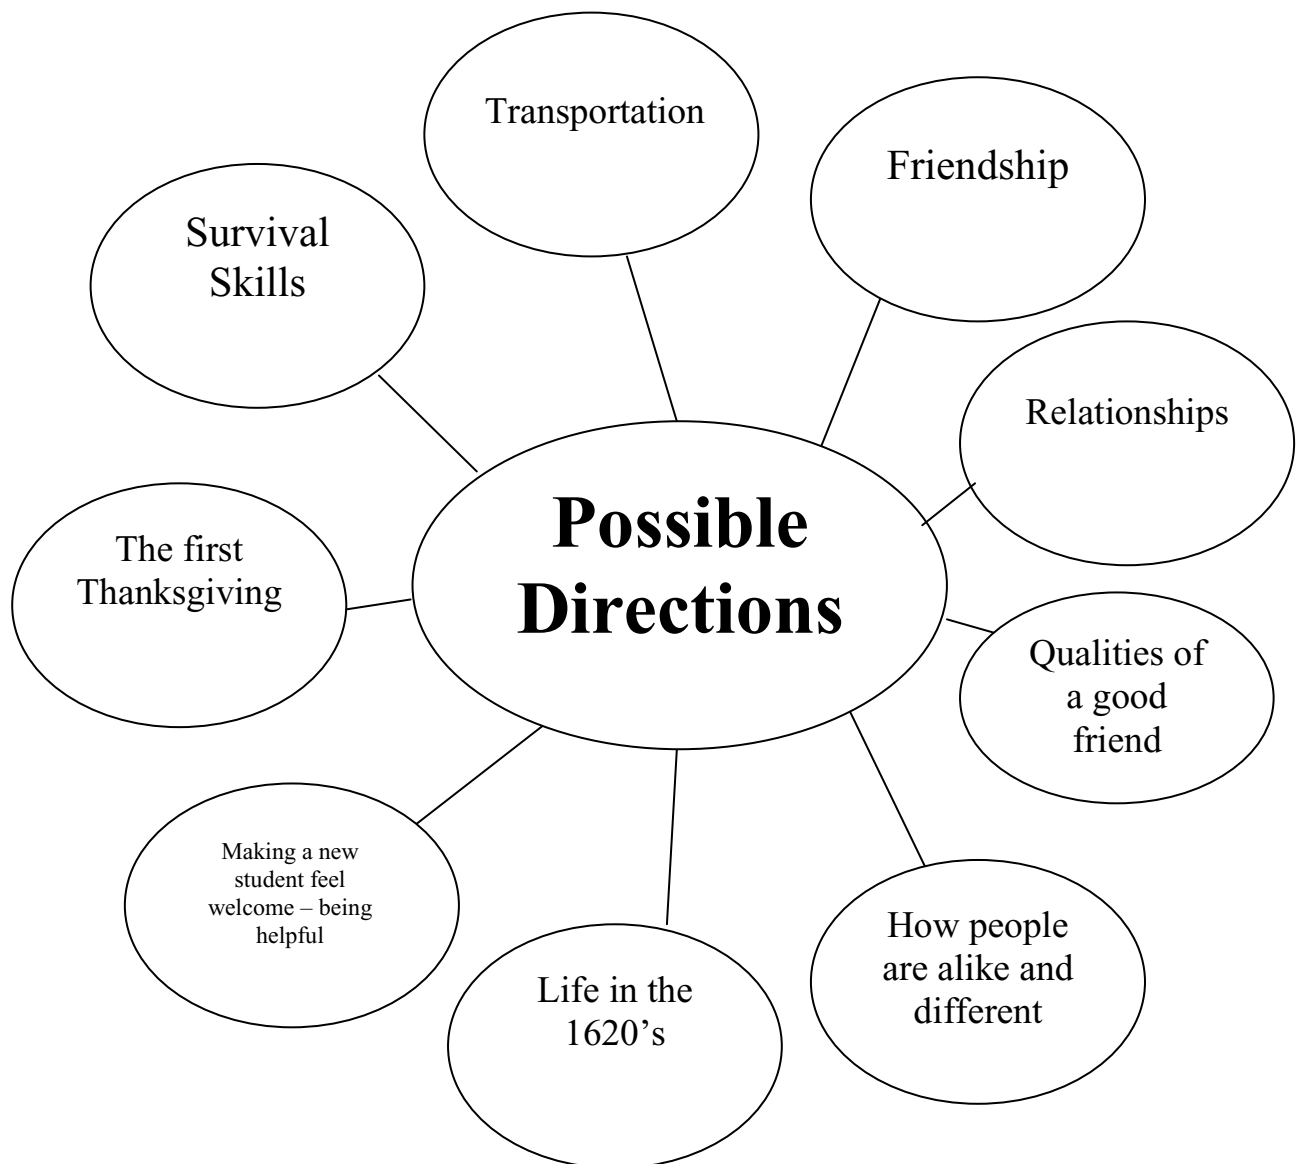 Transportation
Friendship
Survival
Skills
Relationships
Possible
Directions
The first
Thanksgiving
Qualities of
a good
friend
Making a new
student feel
welcome – being
helpful
How people
are alike and
different
Life in the
1620’s